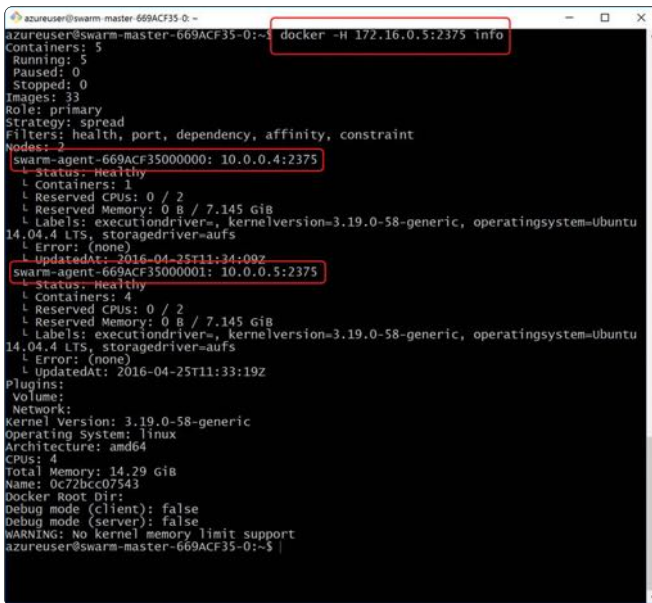 azureuser@swarm-master-669ACF35-0: ~
azureuser@swarm-master-669ACF35-0:~$ docker -H 172.16.0.5:2375 info
Containers: 5
Running: 5
Paused: 0
Stopped: 0
Images: 33
Role: primary
Strategy: spread
Filters: health, port, dependency, affinity, constraint
Nodes: 2
swarm-agent-669ACF35000000: 10.0.0.4:2375
└ Status: Healthy
└ Containers: 1
└ Reserved CPUs: 0 / 2
└ Reserved Memory: 0 B / 7.145 GiB
└ Labels: executiondriver=, kernelversion=3.19.0-58-generic, operatingsystem=Ubuntu
14.04.4 LTS, storagedriver=aufs
└ Error: (none)
└ UpdatedAt: 2016-04-25T11:34:09Z
swarm-agent-669ACF35000001: 10.0.0.5:2375
└ Status: Healthy
└ Containers: 4
└ Reserved CPUs: 0 / 2
└ Reserved Memory: 0 B / 7.145 GiB
└ Labels: executiondriver=, kernelversion=3.19.0-58-generic, operatingsystem=Ubuntu
14.04.4 LTS, storagedriver=aufs
└ Error: (none)
└ UpdatedAt: 2016-04-25T11:33:19Z
Plugins:
Volume:
Network:
Kernel Version: 3.19.0-58-generic
Operating System: linux
Architecture: amd64
CPUs: 4
Total Memory: 14.29 GiB
Name: 0c72bcc07543
Docker Root Dir:
Debug mode (client): false
Debug mode (server): false
WARNING: No kernel memory limit support
azureuser@swarm-master-669ACF35-0:~$